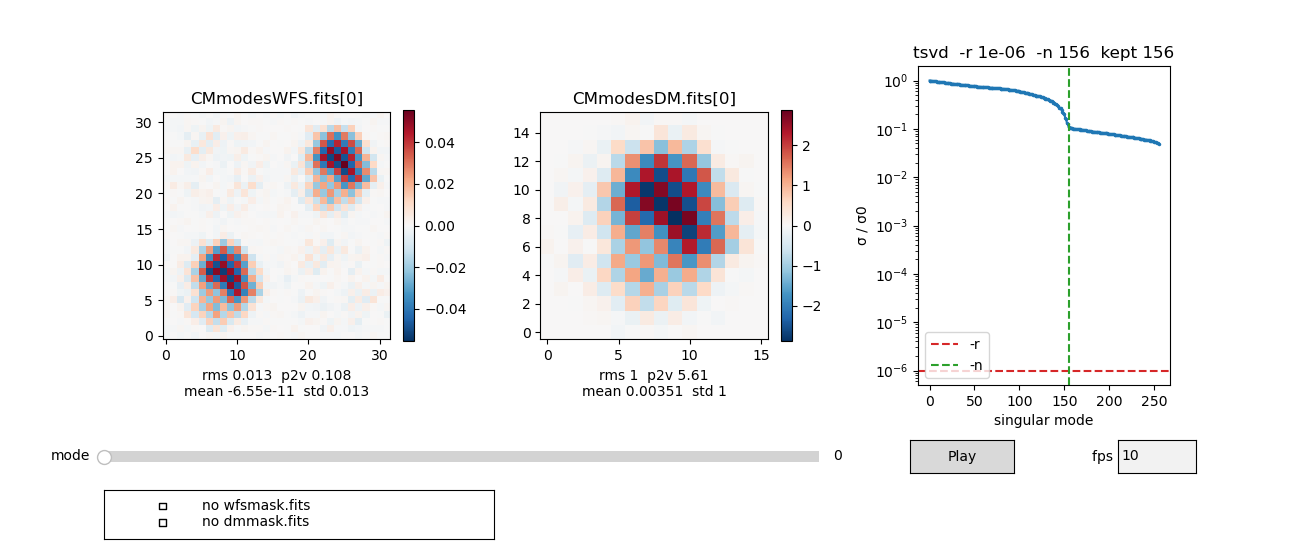 tsvd -r 1e-06 -n 156 kept 156
CMmodesWFS.fits[0]
CMmodesDM.fits[0]
30
25
20
15
10
5
0
0 10 20 30
0.04
0.02
0.00
−0.02
−0.04
rms 0.013 p2v 0.108
mean -6.55e-11 std 0.013
14
12
10
8
6
4
2
0
0 5 10 15
2
1
0
−1
−2
rms 1 p2v 5.61
mean 0.00351 std 1
σ / σ0
10⁰
10⁻¹
10⁻²
10⁻³
10⁻⁴
10⁻⁵
10⁻⁶
-r
-n
0 50 100 150 200 250
singular mode
mode 0
Play
fps 10
no wfsmask.fits
no dmmask.fits